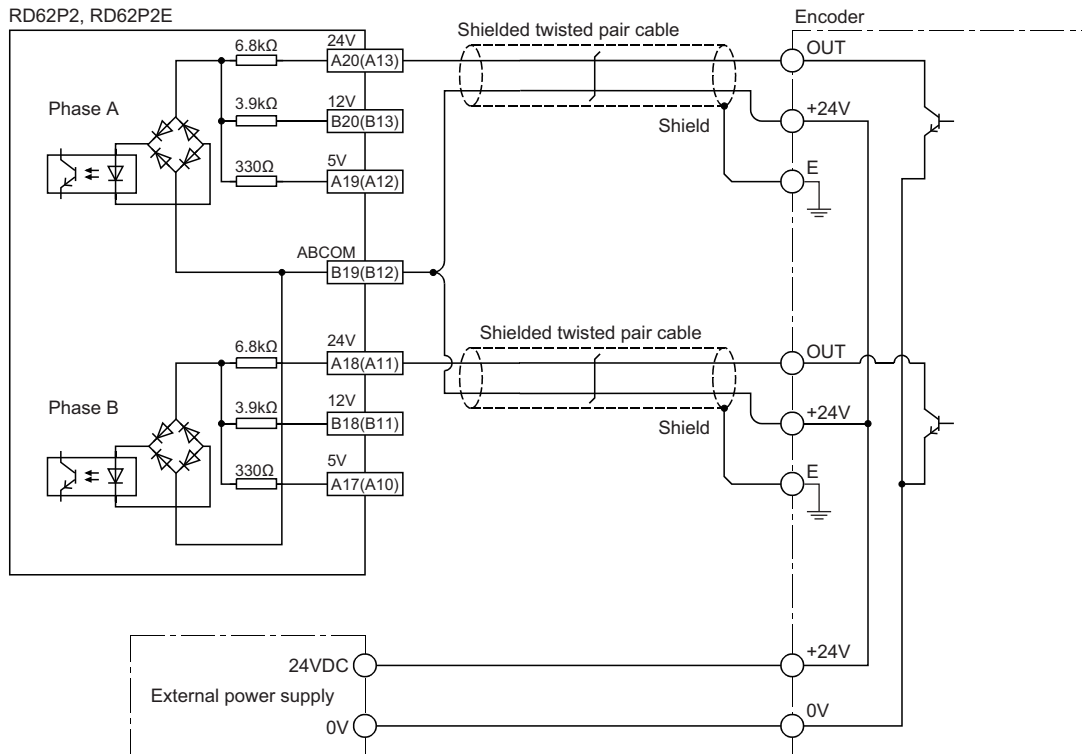 RD62P2, RD62P2E
Encoder
Shielded twisted pair cable
6.8kΩ
24V
A20(A13)
OUT
Phase A
3.9kΩ
12V
B20(B13)
Shield
+24V
330Ω
5V
A19(A12)
E
ABCOM
B19(B12)
Shielded twisted pair cable
6.8kΩ
24V
A18(A11)
OUT
Phase B
3.9kΩ
12V
B18(B11)
Shield
+24V
330Ω
5V
A17(A10)
E
24VDC
+24V
External power supply
0V
0V